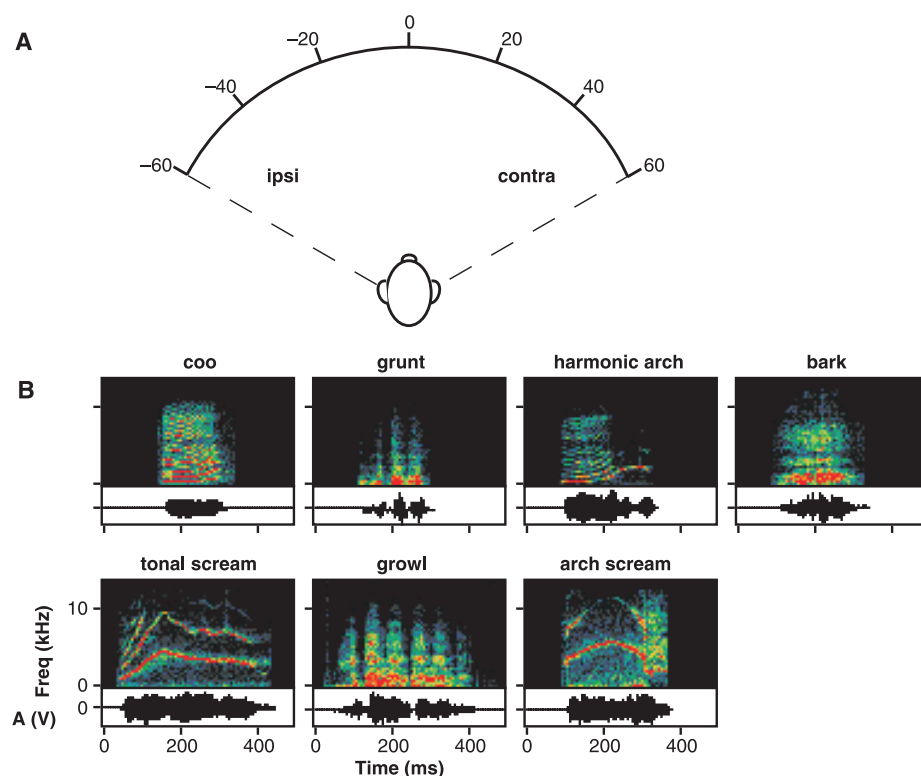 A
0
–20 20
–40 40
–60 ipsi contra 60
coo grunt harmonic arch bark
B
tonal scream growl arch scream
10
Freq (kHz)
0
0
A (V)
0 200 400 0 200 400 0 200 400
Time (ms)